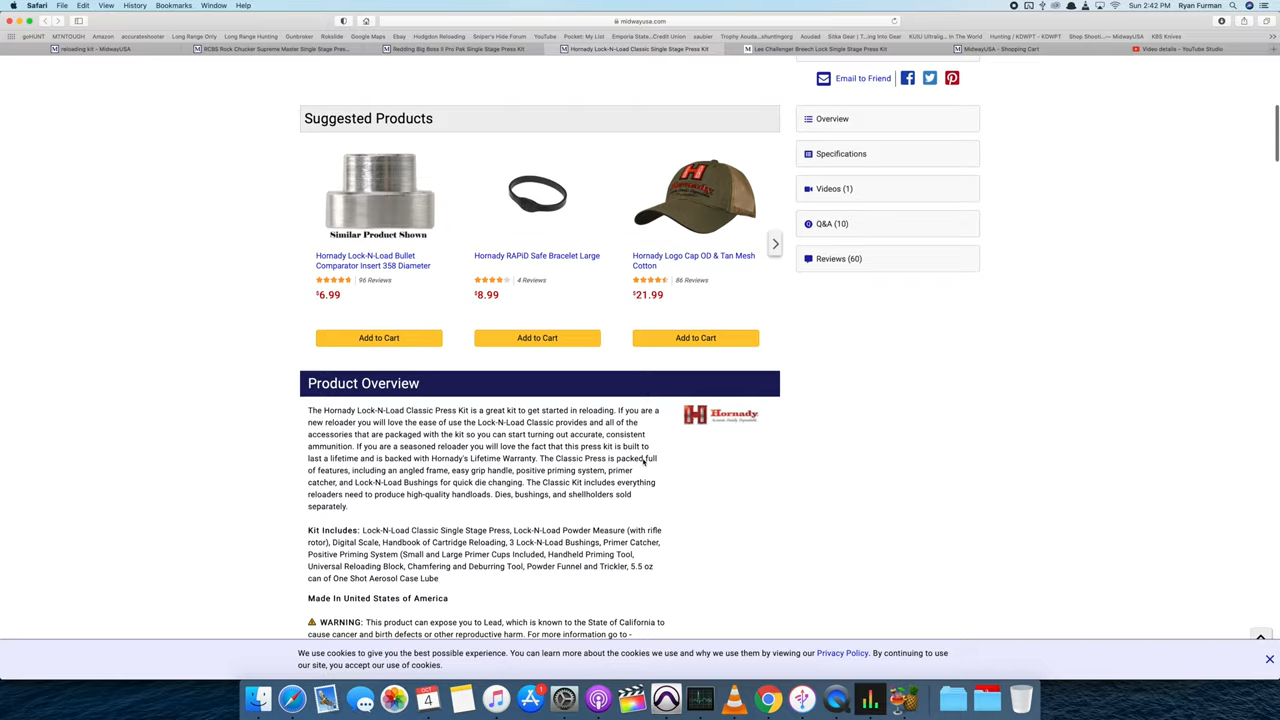 Safari File Edit View History Bookmarks Window Help Sun 2:42 PM Ryan Furman
midwayusa.com
goHUNT MTNTOUGH Amazon accurateshooter Long Range Only Long Range Hunting Gunbroker Rokslide Google Maps Ebay Frostbyte Hodgdon Reloading Sniper's Hide Forum YouTube Pocket: My List Emporia State...Credit Union xaubler Trophy Aouda...shuntingorg Aoudad Sitka Gear | T...ing Into Gear KUIU Ultraligh...In The World Hunting / KDWPT - KDWPT Shop Shooti...— MidwayUSA KBS Knives
reloading kit - MidwayUSA RCBS Rock Chucker Supreme Master Single Stage Pres... Redding Big Boss II Pro Pak Single Stage Press Kit Hornady Lock-N-Load Classic Single Stage Press Kit Lee Challenger Breech Lock Single Stage Press Kit MidwayUSA - Shopping Cart Video details - YouTube Studio
Email to Friend
Suggested Products
Overview
Specifications
Videos (1)
Q&A (10)
Reviews (60)
Similar Product Shown
Hornady Lock-N-Load Bullet
Comparator Insert 358 Diameter
96 Reviews
$6.99
Add to Cart
Hornady RAPiD Safe Bracelet Large
4 Reviews
$8.99
Add to Cart
H
HORNADY
Hornady Logo Cap OD & Tan Mesh
Cotton
86 Reviews
$21.99
Add to Cart
Product Overview
H Hornady
The Hornady Lock-N-Load Classic Press Kit is a great kit to get started in reloading. If you are a
new reloader you will love the ease of use the Lock-N-Load Classic provides and all of the
accessories that are packaged with the kit so you can start turning out accurate, consistent
ammunition. If you are a seasoned reloader you will love the fact that this press kit is built to
last a lifetime and is backed with Hornady's Lifetime Warranty. The Classic Press is packed full
of features, including an angled frame, easy grip handle, positive priming system, primer
catcher, and Lock-N-Load Bushings for quick die changing. The Classic Kit includes everything
reloaders need to produce high-quality handloads. Dies, bushings, and shellholders sold
separately.
Kit Includes: Lock-N-Load Classic Single Stage Press, Lock-N-Load Powder Measure (with rifle
rotor), Digital Scale, Handbook of Cartridge Reloading, 3 Lock-N-Load Bushings, Primer Catcher,
Positive Priming System (Small and Large Primer Cups Included, Handheld Priming Tool,
Universal Reloading Block, Chamfering and Deburring Tool, Powder Funnel and Trickler, 5.5 oz
can of One Shot Aerosol Case Lube
Made In United States of America
WARNING: This product can expose you to Lead, which is known to the State of California to
cause cancer and birth defects or other reproductive harm. For more information go to -
We use cookies to give you the best possible experience. You can learn more about the cookies we use and why we use them by viewing our Privacy Policy. By continuing to use
our site, you accept our use of cookies.
OCT
4
1